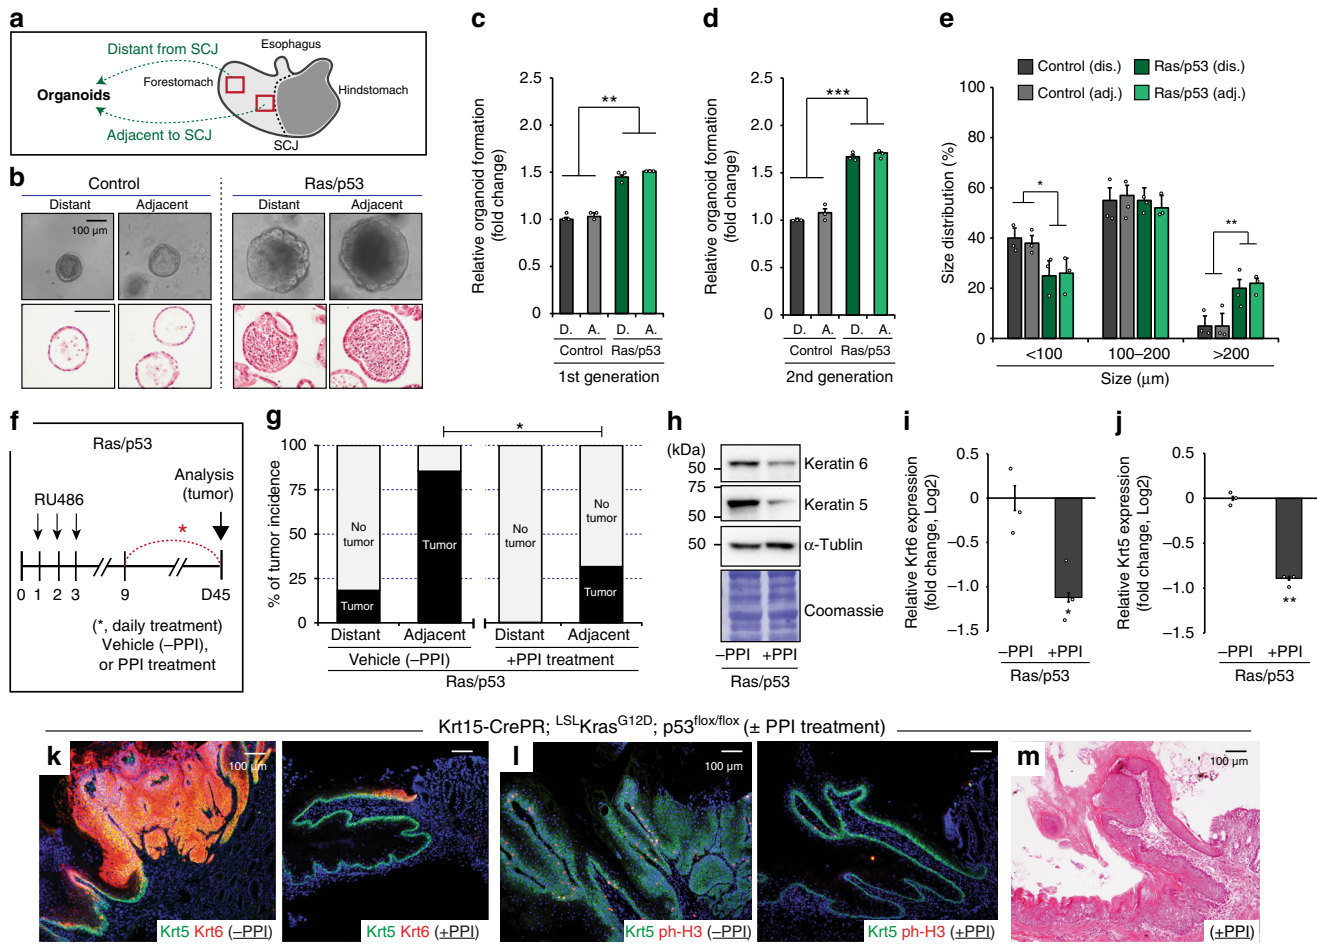 a
Esophagus
Distant from SCJ
Forestomach
Organoids
Hindstomach
Adjacent to SCJ
SCJ
b
Control
Ras/p53
Distant
Adjacent
Distant
Adjacent
100 μm
c
Relative organoid formation
(fold change)
2.5
2.0
1.5
1.0
0.5
0
**
D. A. D. A.
Control Ras/p53
1st generation
d
Relative organoid formation
(fold change)
2.5
2.0
1.5
1.0
0.5
0
***
D. A. D. A.
Control Ras/p53
2nd generation
e
Control (dis.) Ras/p53 (dis.)
Control (adj.) Ras/p53 (adj.)
Size distribution (%)
100
80
60
40
20
0
*
**
<100 100–200 >200
Size (μm)
f
Ras/p53
Analysis
(tumor)
RU486
*
0 1 2 3 9 D45
(*, daily treatment)
Vehicle (–PPI),
or PPI treatment
g
% of tumor incidence
100
75
50
25
0
*
No
tumor
Tumor
Tumor
No
tumor
No
tumor
Tumor
Distant Adjacent Distant Adjacent
Vehicle (–PPI) +PPI treatment
Ras/p53
h
(kDa)
50
Keratin 6
75
50
Keratin 5
50
α-Tublin
Coomassie
–PPI +PPI
Ras/p53
i
Relative Krt6 expression
(fold change, Log2)
0.5
0
–0.5
–1.0
–1.5
*
–PPI +PPI
Ras/p53
j
Relative Krt5 expression
(fold change, Log2)
0.5
0
–0.5
–1.0
–1.5
**
–PPI +PPI
Ras/p53
Krt15-CrePR; LSLKrasG12D; p53flox/flox (± PPI treatment)
k
100 μm
Krt5 Krt6 (–PPI)
Krt5 Krt6 (+PPI)
l
100 μm
Krt5 ph-H3 (–PPI)
Krt5 ph-H3 (+PPI)
m
100 μm
(+PPI)